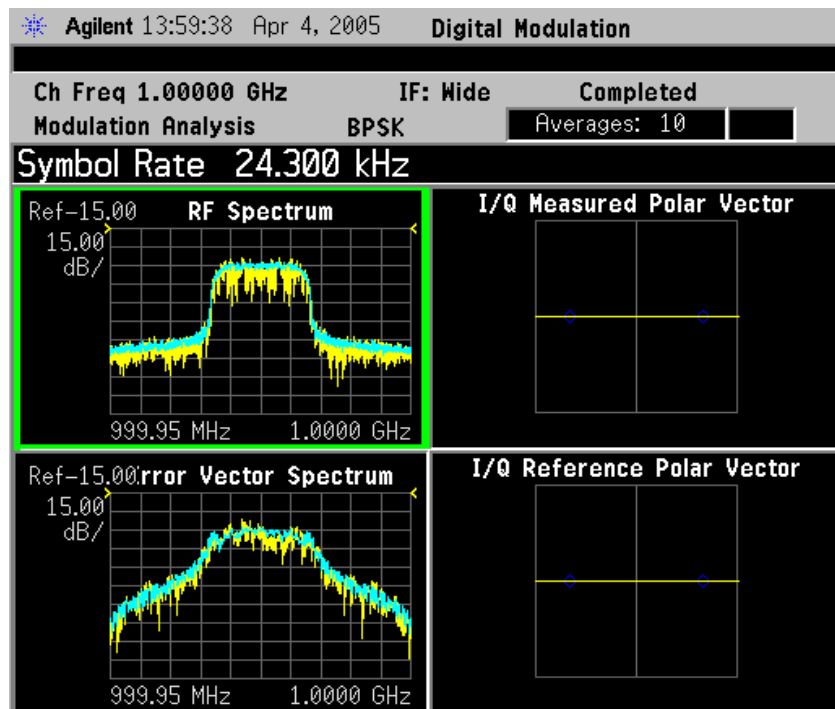 Agilent 13:59:38 Apr 4, 2005 Digital Modulation
Ch Freq 1.00000 GHz IF: Wide Completed
Modulation Analysis BPSK Averages: 10
Symbol Rate 24.300 kHz
Ref-15.00 RF Spectrum
15.00
dB/
999.95 MHz 1.0000 GHz
I/Q Measured Polar Vector
Ref-15.00 rror Vector Spectrum
15.00
dB/
999.95 MHz 1.0000 GHz
I/Q Reference Polar Vector